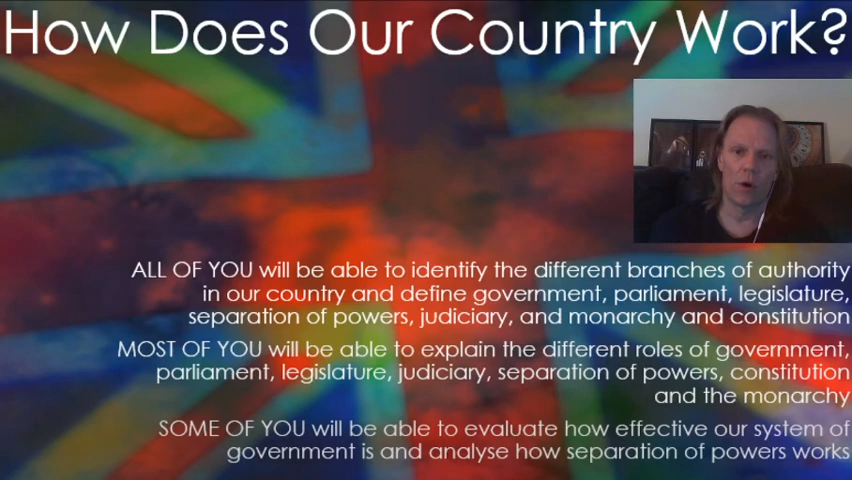 How Does Our Country Work?
ALL OF YOU will be able to identify the different branches of authority
in our country and define government, parliament, legislature,
separation of powers, judiciary, and monarchy and constitution
MOST OF YOU will be able to explain the different roles of government,
parliament, legislature, judiciary, separation of powers, constitution
and the monarchy
SOME OF YOU will be able to evaluate how effective our system of
government is and analyse how separation of powers works